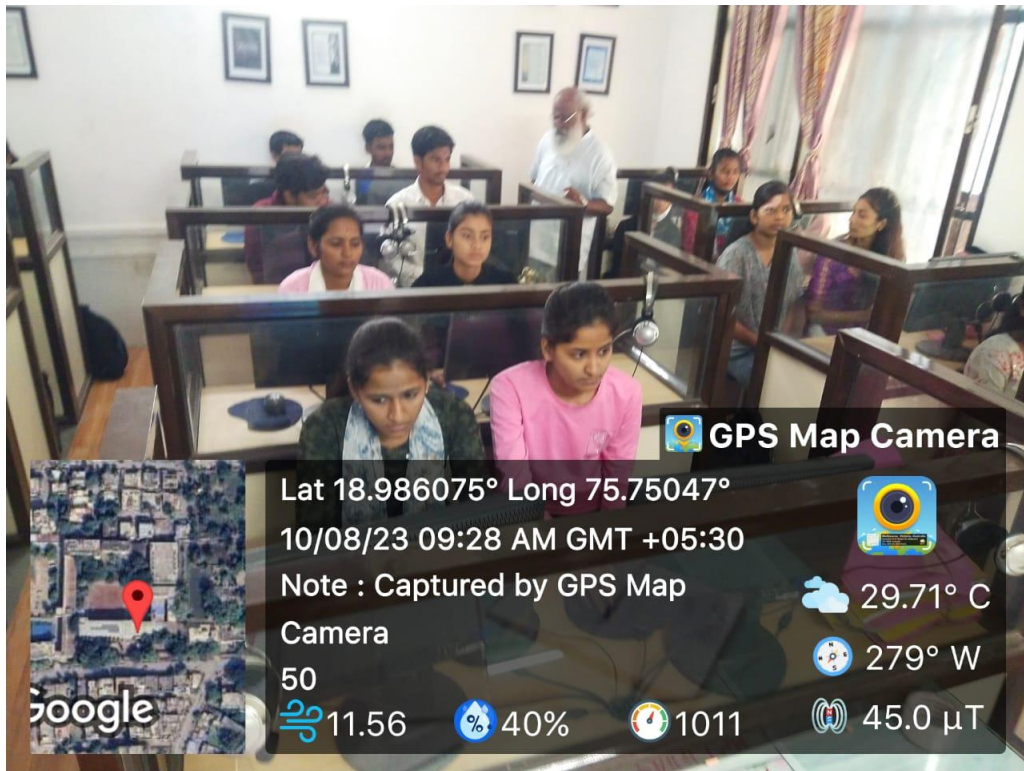 GPS Map Camera
Lat 18.986075° Long 75.75047°
10/08/23 09:28 AM GMT +05:30
Note : Captured by GPS Map
Camera
50
29.71° C
279° W
11.56
40%
1011
45.0 µT
Google